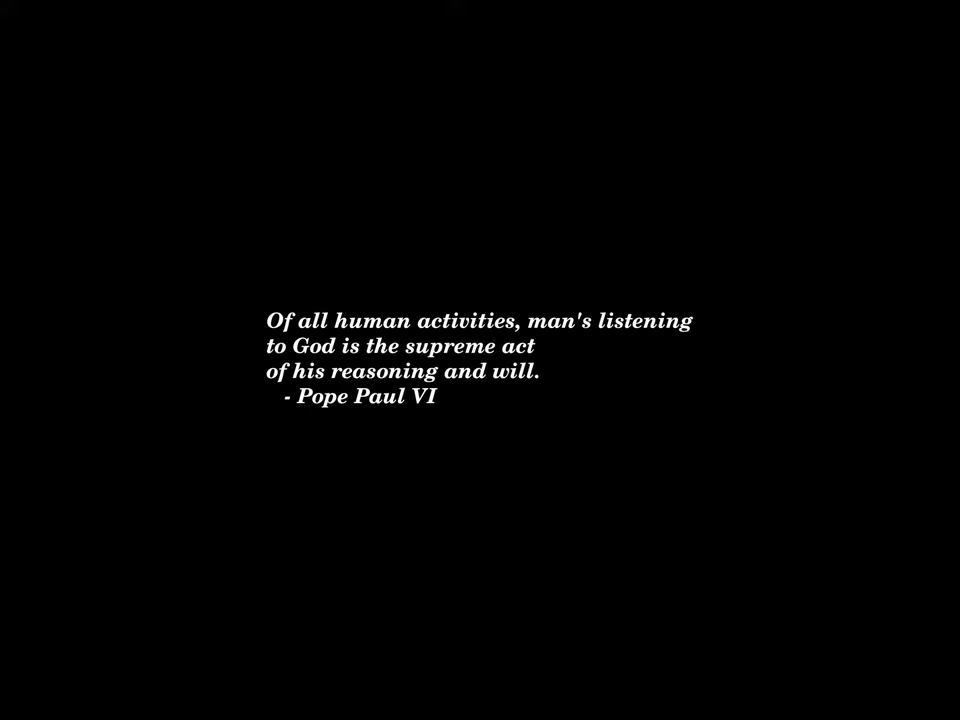 Of all human activities, man's listening
to God is the supreme act
of his reasoning and will.
- Pope Paul VI